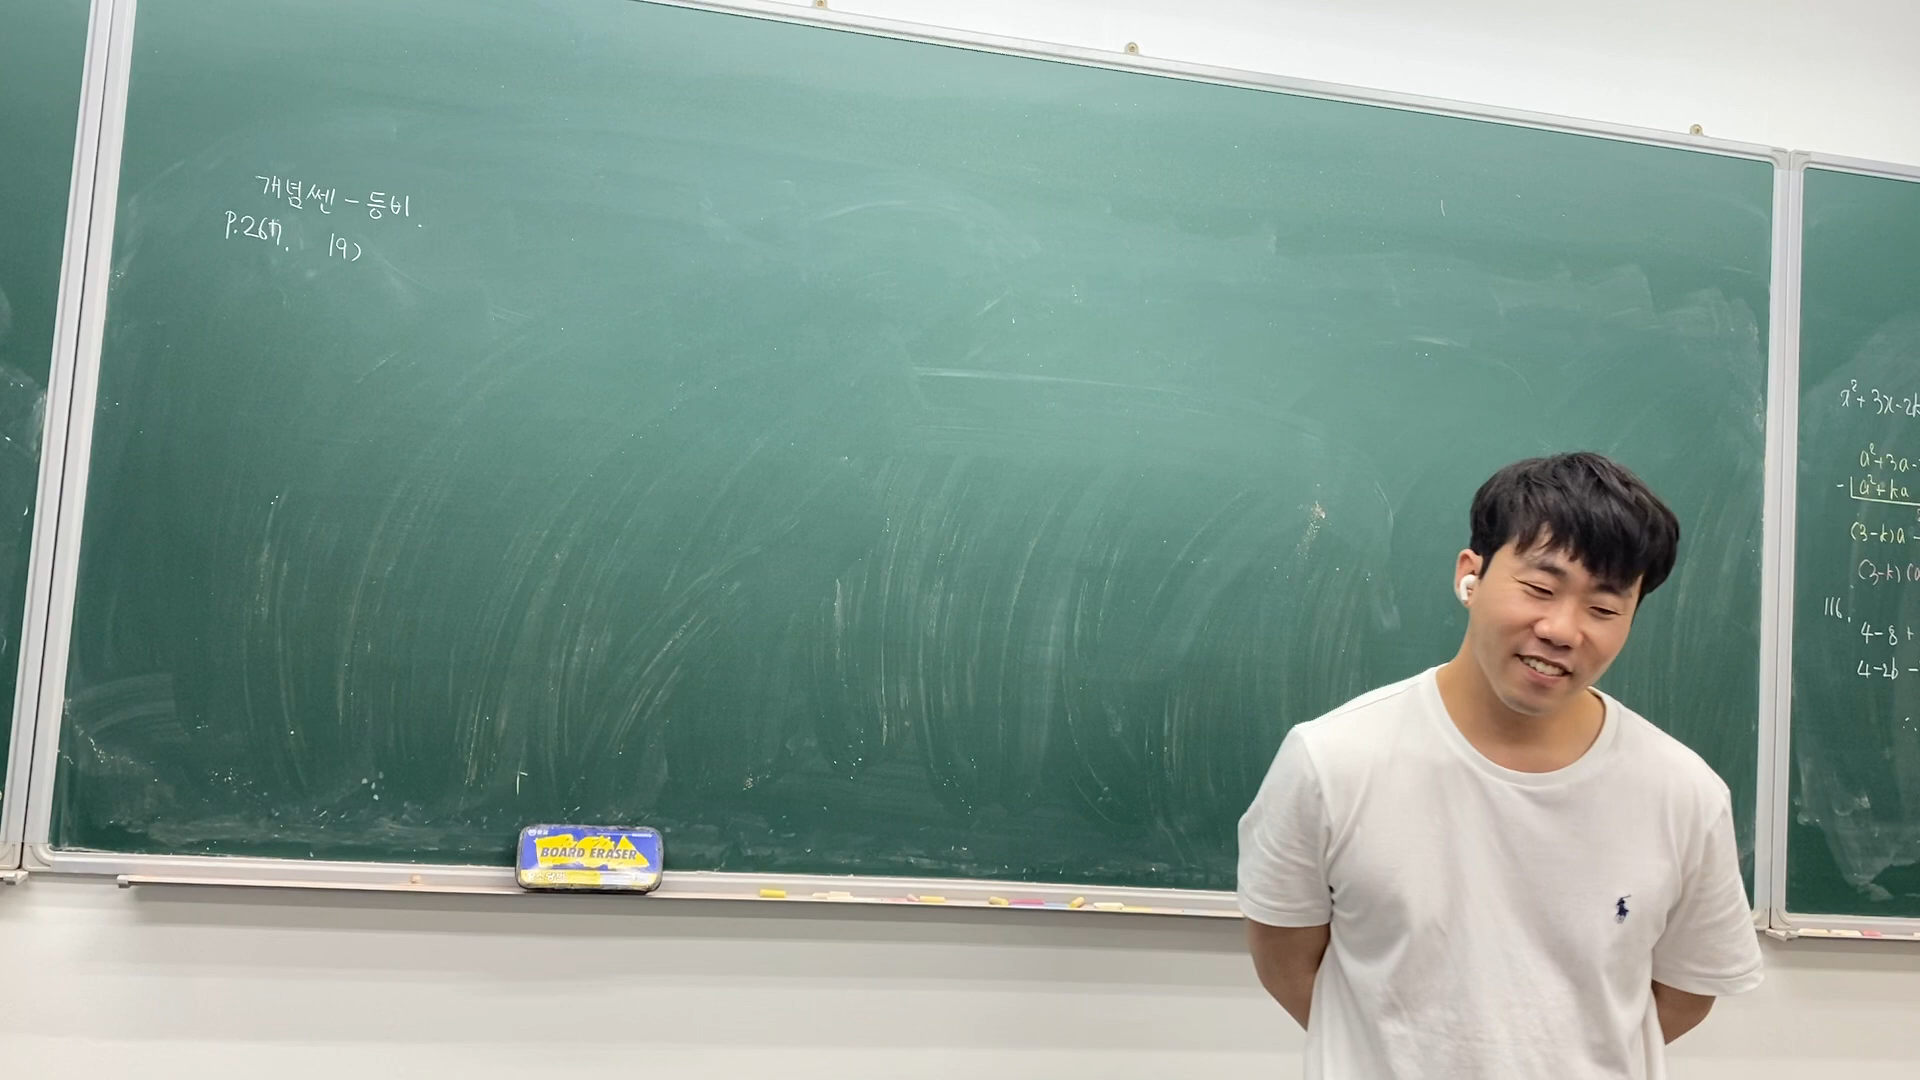 개념쎈 - 등비.
P.267. 19)
BOARD ERASER
x²+3x-2k
a²+3a-
-a²+ka
(3-k)a-
(3-k)(a
116.
4-8+
4-2b-